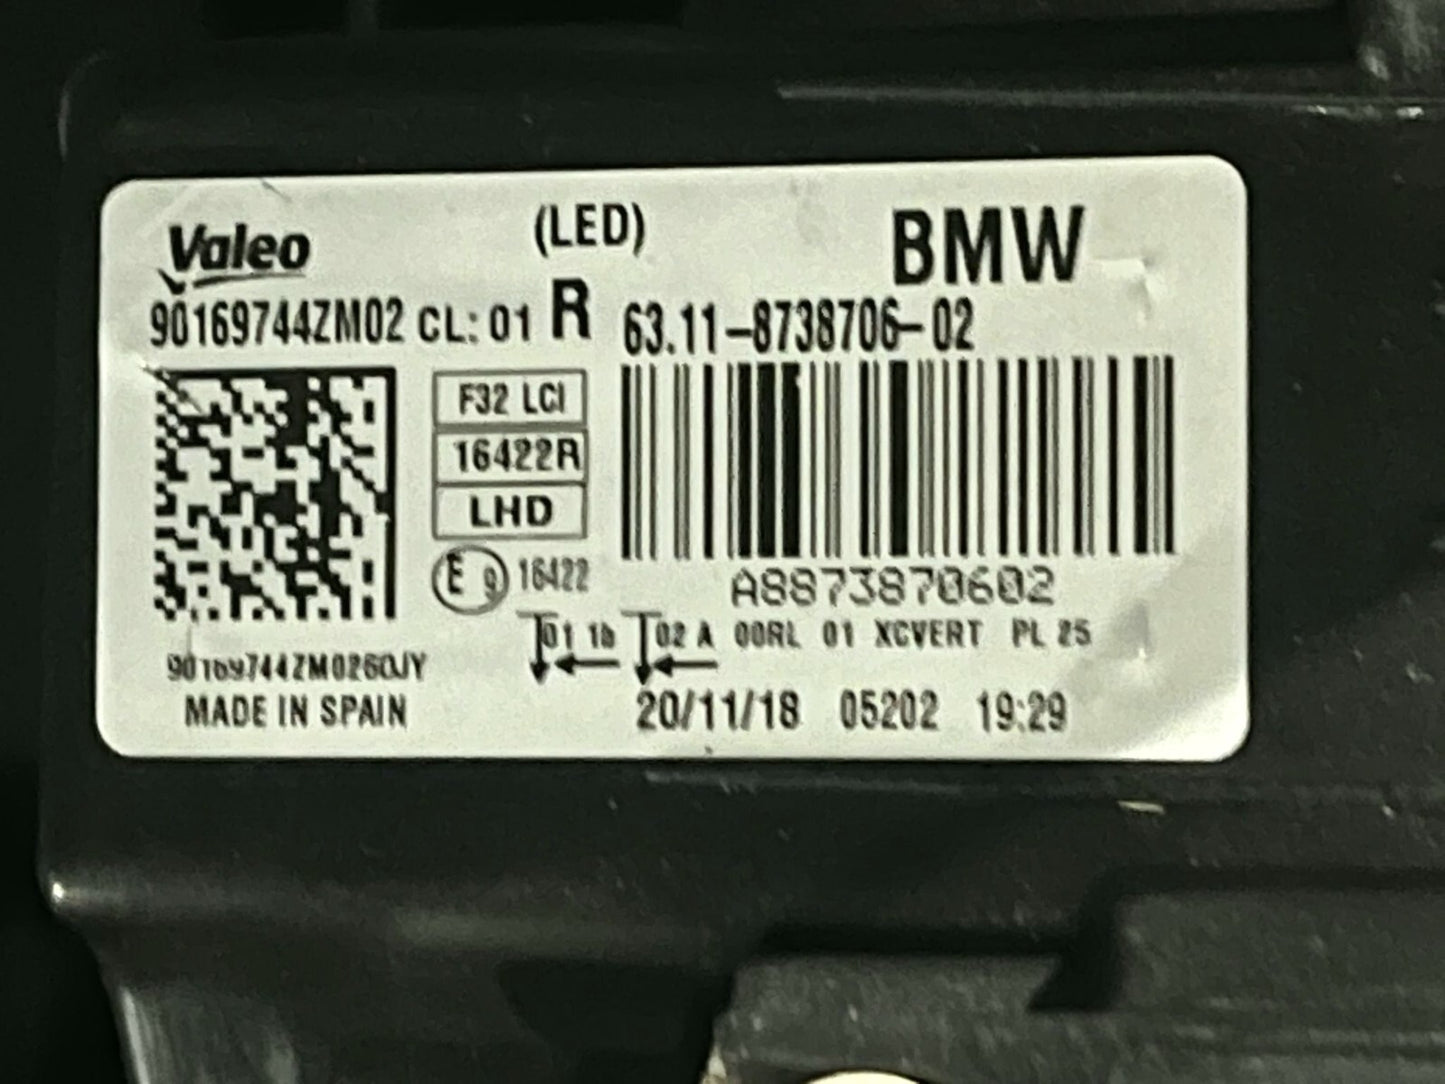 Valeo (LED) BMW
90169744ZM02 CL: 01 R 63.11-8738706-02
F32 LCI
16422R
LHD
E 9 16422
A8873870602
01 1b 02 A 00RL 01 XCVERT PL 25
90169744ZM0260JY
MADE IN SPAIN 20/11/18 05202 19:29